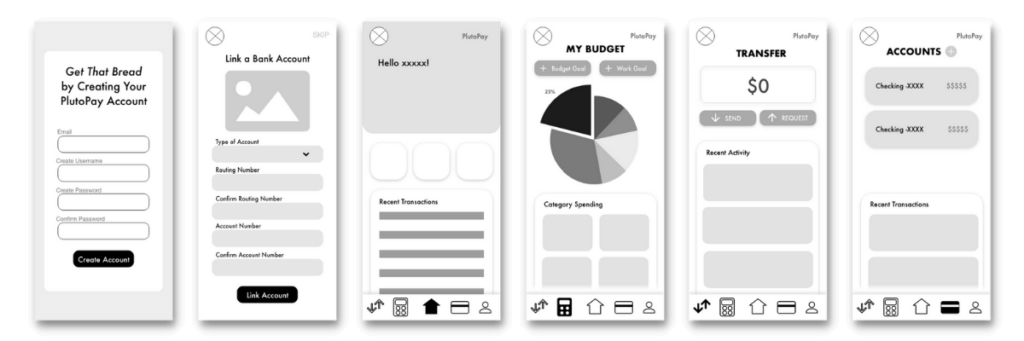 Get That Bread
by Creating Your
PlutoPay Account
Email
Create Username
Create Password
Confirm Password
Create Account
SKIP
Link a Bank Account
Type of Account
Routing Number
Confirm Routing Number
Account Number
Confirm Account Number
Link Account
PlutoPay
Hello xxxxx!
Recent Transactions
PlutoPay
MY BUDGET
+ Budget Goal
+ Work Goal
25%
Category Spending
PlutoPay
TRANSFER
$0
SEND
REQUEST
Recent Activity
PlutoPay
ACCOUNTS +
Checking -XXXX $$$$$
Checking -XXXX $$$$$
Recent Transactions